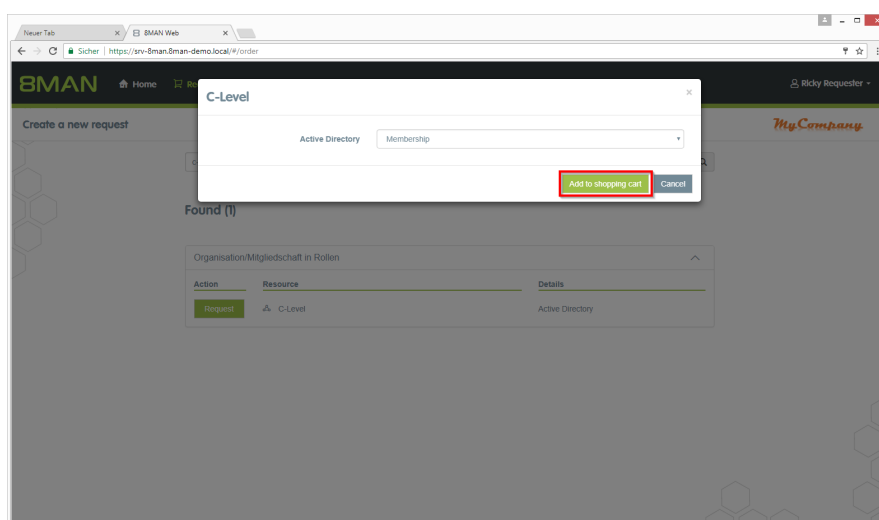 Neuer Tab
8MAN Web
Sicher https://srv-8man.8man-demo.local/#/order
8MAN Home
Ricky Requester
C-Level
Create a new request
MyCompany
Active Directory Membership
Add to shopping cart Cancel
Found (1)
Organisation/Mitgliedschaft in Rollen
Action Resource Details
Request C-Level Active Directory